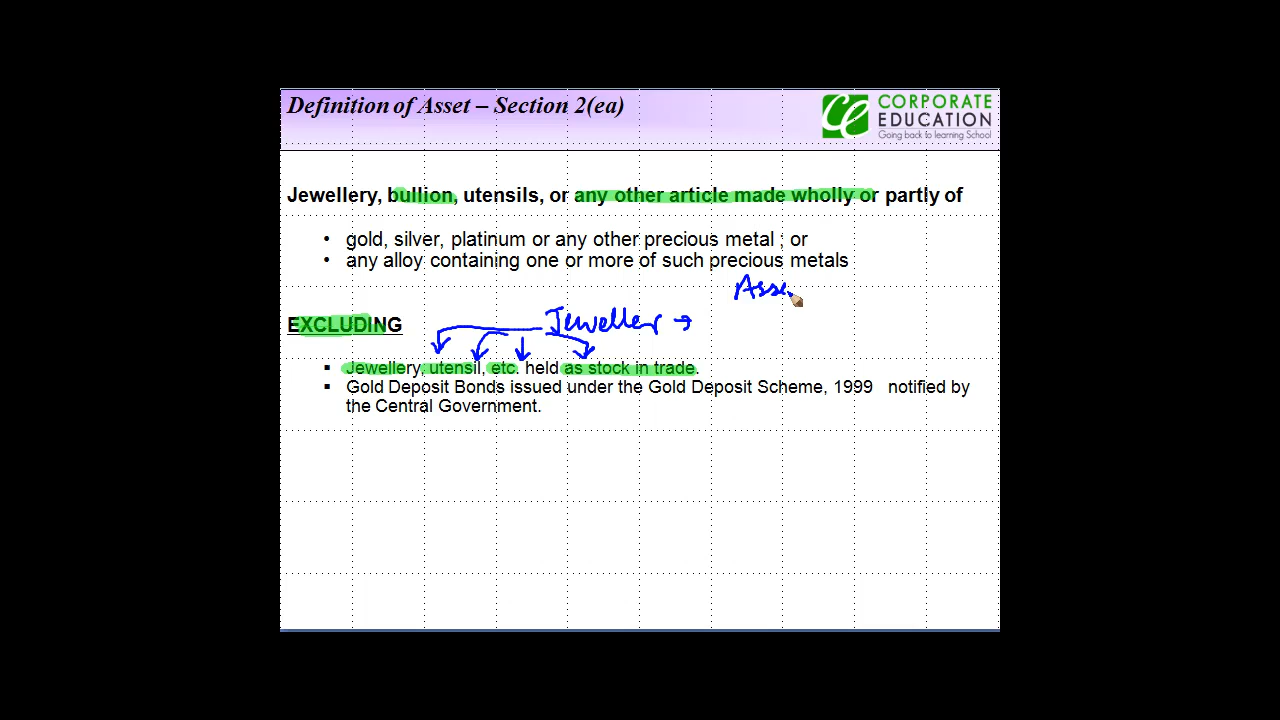 Definition of Asset – Section 2(ea)
CORPORATE
EDUCATION
Going back to learning School
Jewellery, bullion, utensils, or any other article made wholly or partly of
• gold, silver, platinum or any other precious metal ; or
• any alloy containing one or more of such precious metals
Asse
EXCLUDING
Jeweller →
▪ Jewellery, utensil, etc. held as stock in trade.
▪ Gold Deposit Bonds issued under the Gold Deposit Scheme, 1999 notified by
the Central Government.